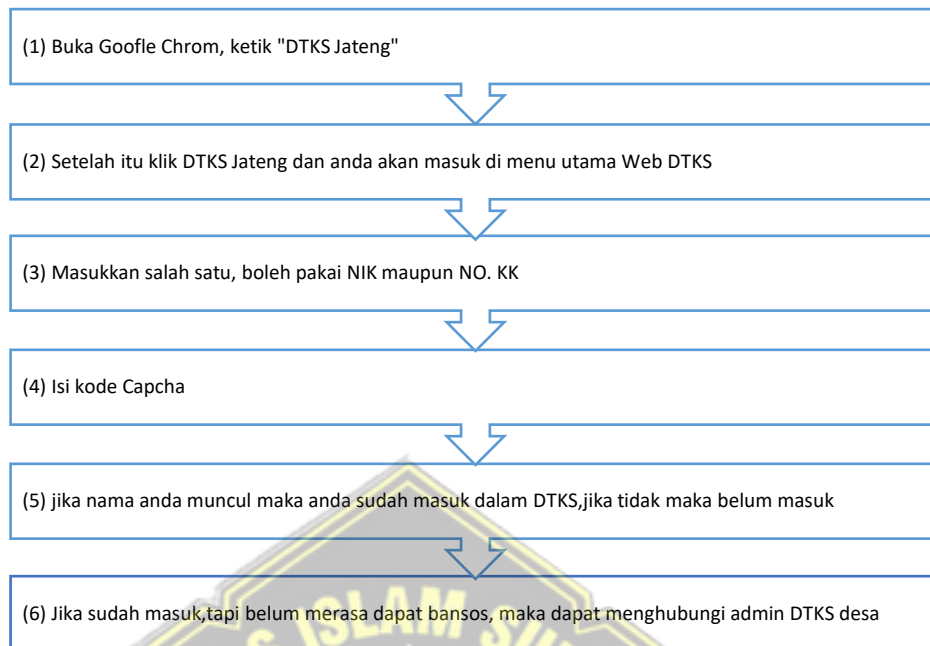 (1) Buka Goofle Chrom, ketik "DTKS Jateng"
(2) Setelah itu klik DTKS Jateng dan anda akan masuk di menu utama Web DTKS
(3) Masukkan salah satu, boleh pakai NIK maupun NO. KK
(4) Isi kode Capcha
(5) jika nama anda muncul maka anda sudah masuk dalam DTKS,jika tidak maka belum masuk
(6) Jika sudah masuk,tapi belum merasa dapat bansos, maka dapat menghubungi admin DTKS desa
ISLAM